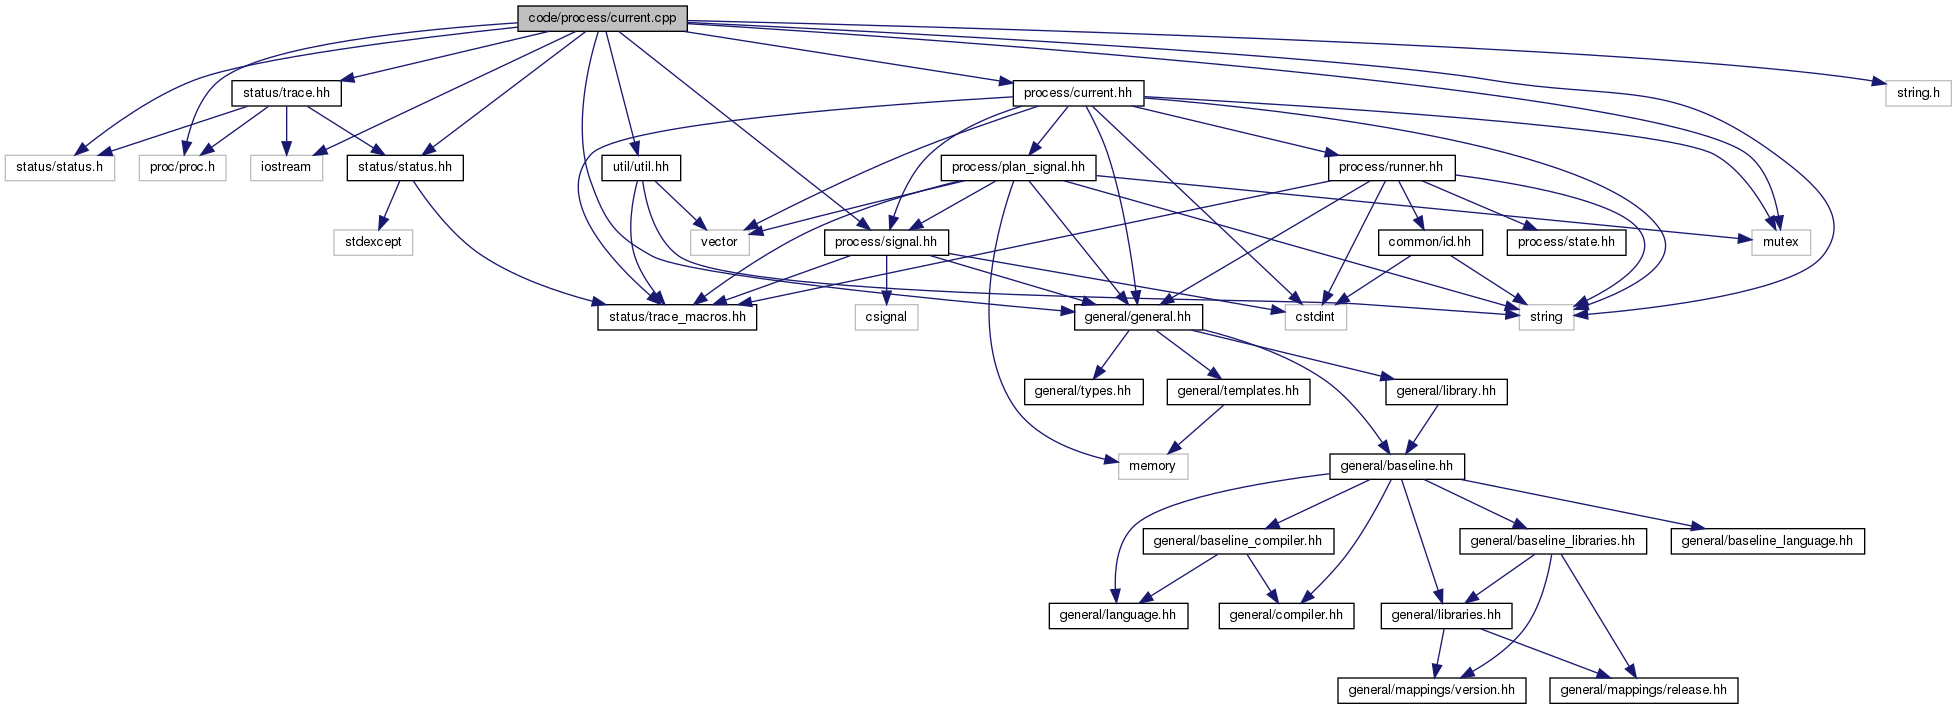 code/process/current.cpp
status/trace.hh
process/current.hh
string.h
status/status.h
proc/proc.h
iostream
status/status.hh
util/util.hh
process/plan_signal.hh
process/runner.hh
stdexcept
vector
process/signal.hh
common/id.hh
process/state.hh
mutex
status/trace_macros.hh
csignal
general/general.hh
cstdint
string
general/types.hh
general/templates.hh
general/library.hh
memory
general/baseline.hh
general/baseline_compiler.hh
general/baseline_libraries.hh
general/baseline_language.hh
general/language.hh
general/compiler.hh
general/libraries.hh
general/mappings/version.hh
general/mappings/release.hh